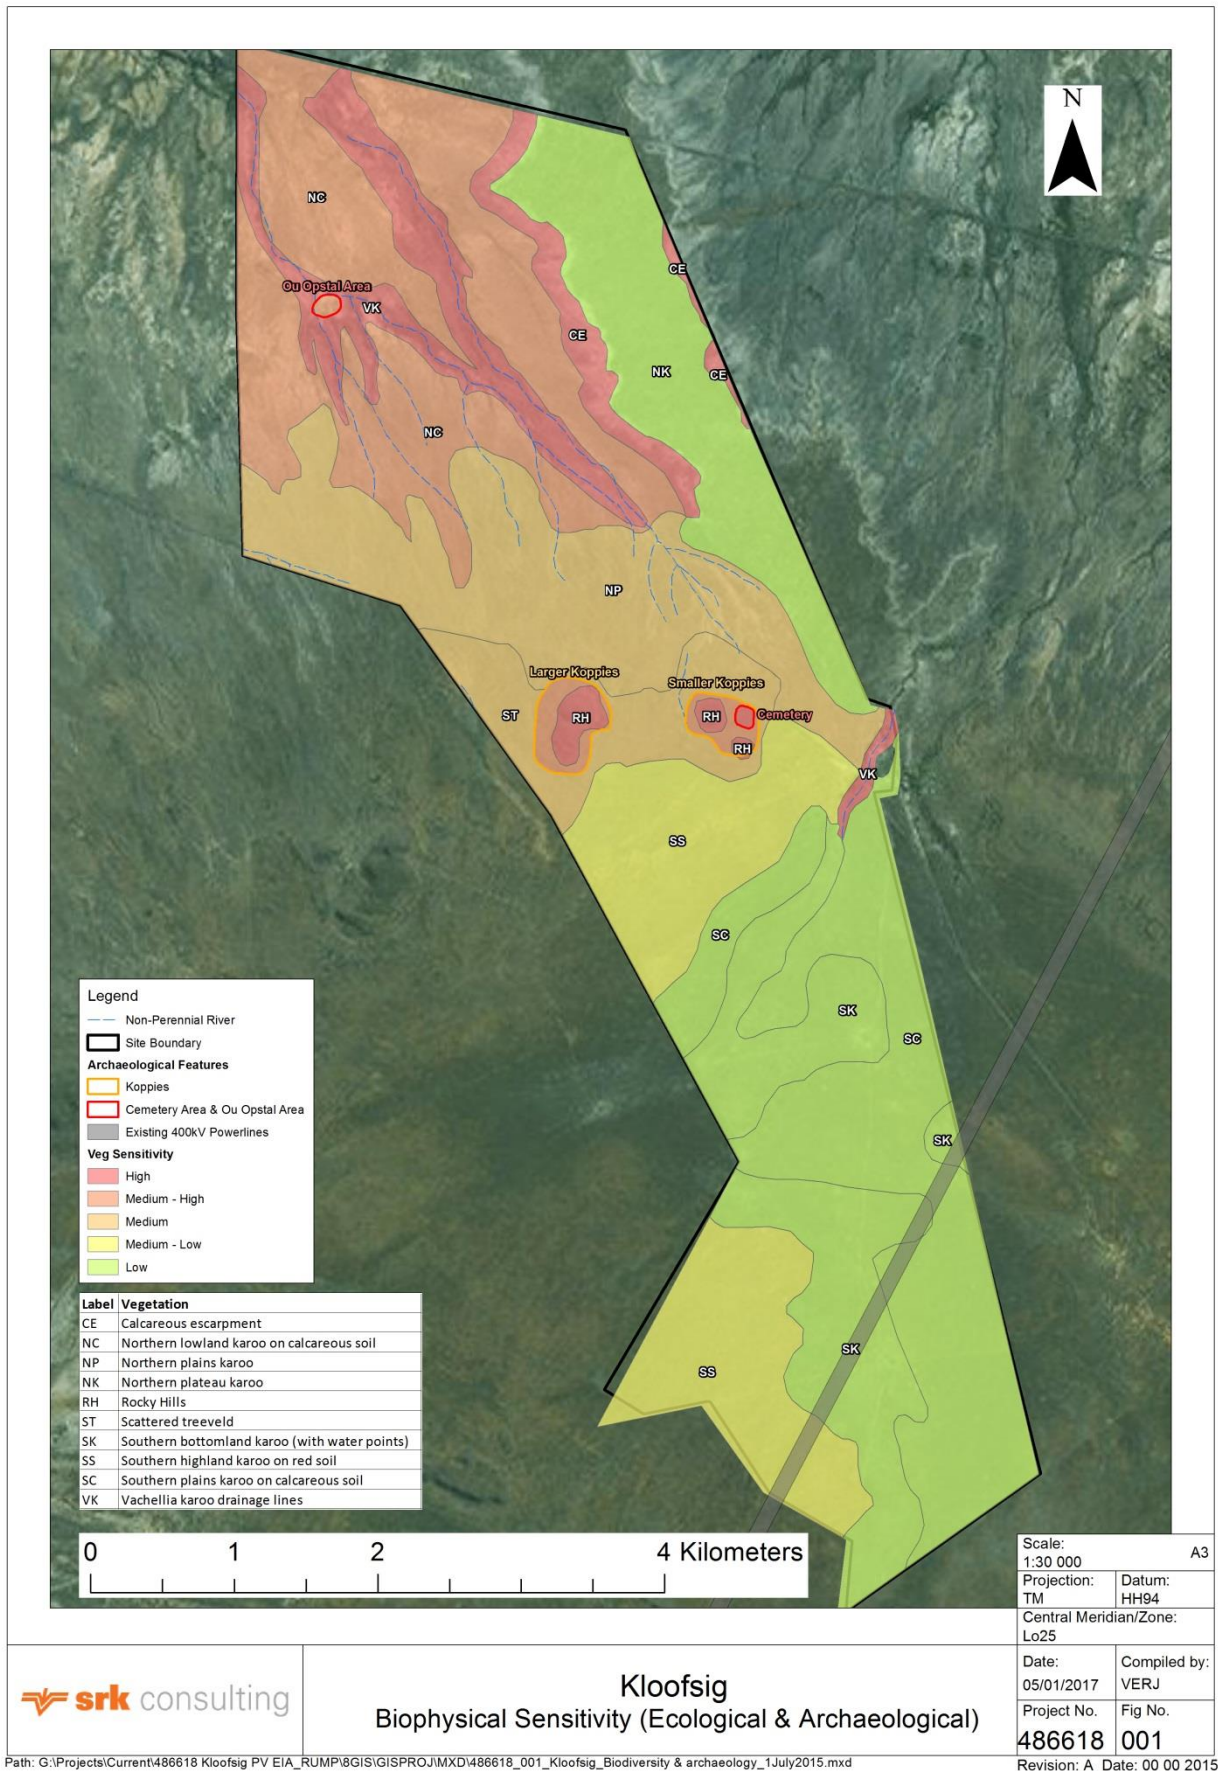 N
NC
CE
Ou Opstal Area
VK
CE
NK
CE
NC
NP
Larger Koppies
Smaller Koppies
ST
RH
RH
Cemetery
RH
VK
SS
SC
SK
SC
SK
SK
SS
Legend
Non-Perennial River
Site Boundary
Archaeological Features
Koppies
Cemetery Area & Ou Opstal Area
Existing 400kV Powerlines
Veg Sensitivity
High
Medium - High
Medium
Medium - Low
Low
Label Vegetation
CE Calcareous escarpment
NC Northern lowland karoo on calcareous soil
NP Northern plains karoo
NK Northern plateau karoo
RH Rocky Hills
ST Scattered treeveld
SK Southern bottomland karoo (with water points)
SS Southern highland karoo on red soil
SC Southern plains karoo on calcareous soil
VK Vachellia karoo drainage lines
0 1 2 4 Kilometers
Scale:
1:30 000 A3
Projection: Datum:
TM HH94
Central Meridian/Zone:
Lo25
Date: Compiled by:
05/01/2017 VERJ
Project No. Fig No.
486618 001
srk consulting
Kloofsig
Biophysical Sensitivity (Ecological & Archaeological)
Path: G:\Projects\Current\486618 Kloofsig PV EIA_RUMP\8GIS\GISPROJ\MXD\486618_001_Kloofsig_Biodiversity & archaeology_1July2015.mxd
Revision: A Date: 00 00 2015